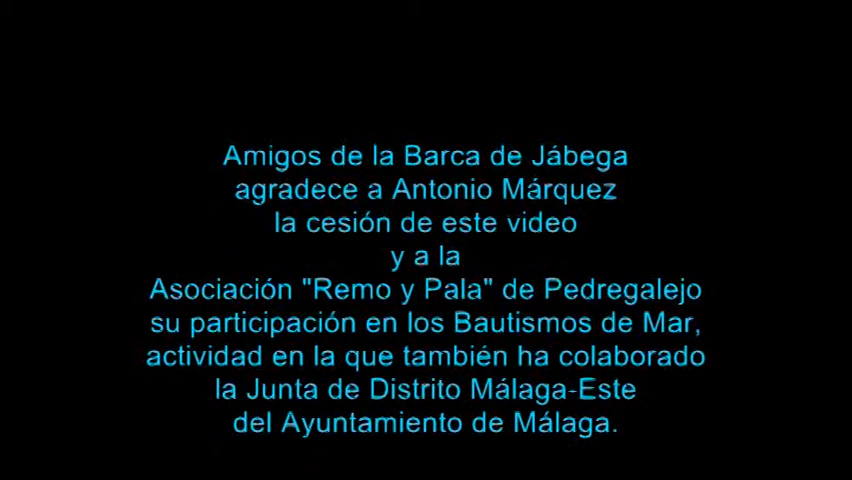 Amigos de la Barca de Jábega
agradece a Antonio Márquez
la cesión de este video
y a la
Asociación "Remo y Pala" de Pedregalejo
su participación en los Bautismos de Mar,
actividad en la que también ha colaborado
la Junta de Distrito Málaga-Este
del Ayuntamiento de Málaga.